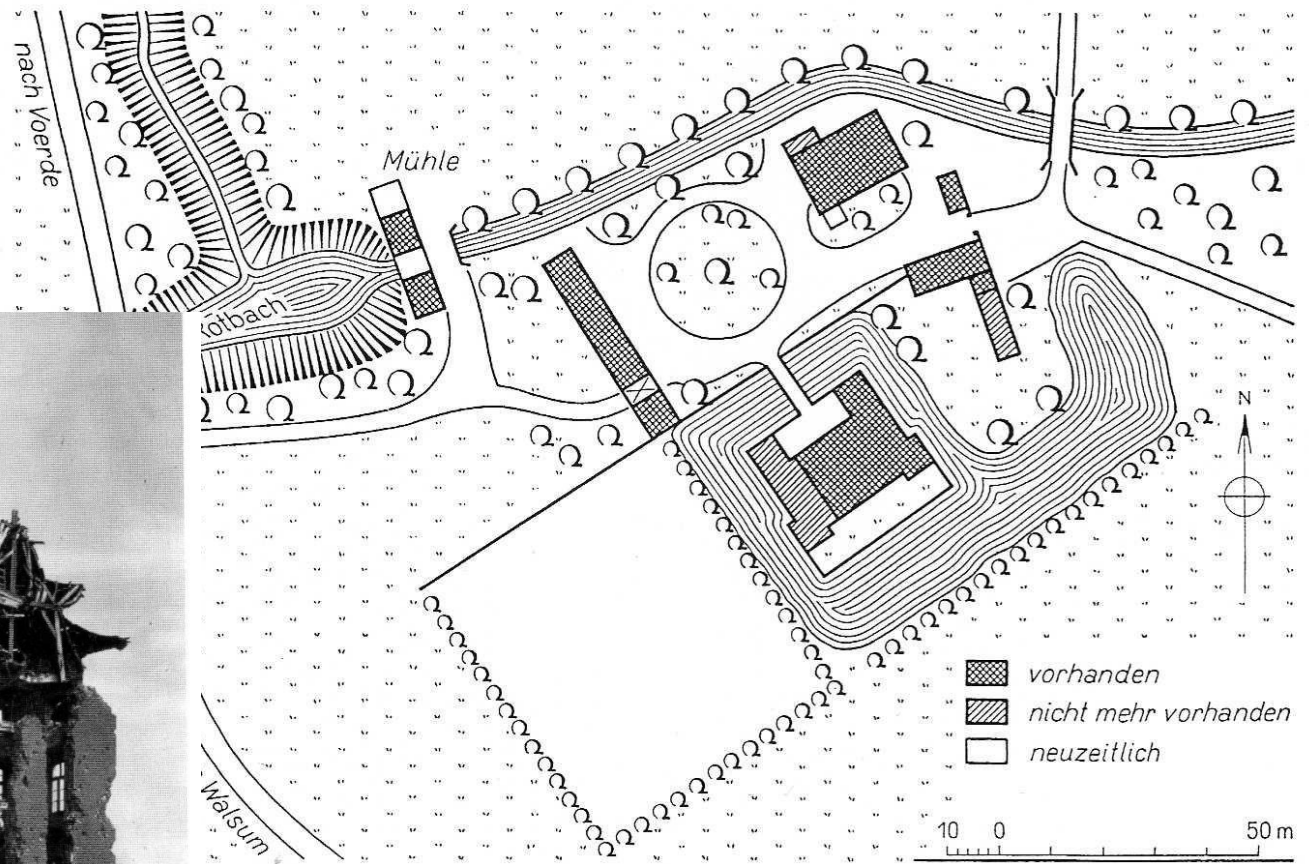 nach Voerde
Mühle
Rotbach
N
vorhanden
nicht mehr vorhanden
neuzeitlich
Walsum
10 0 50 m